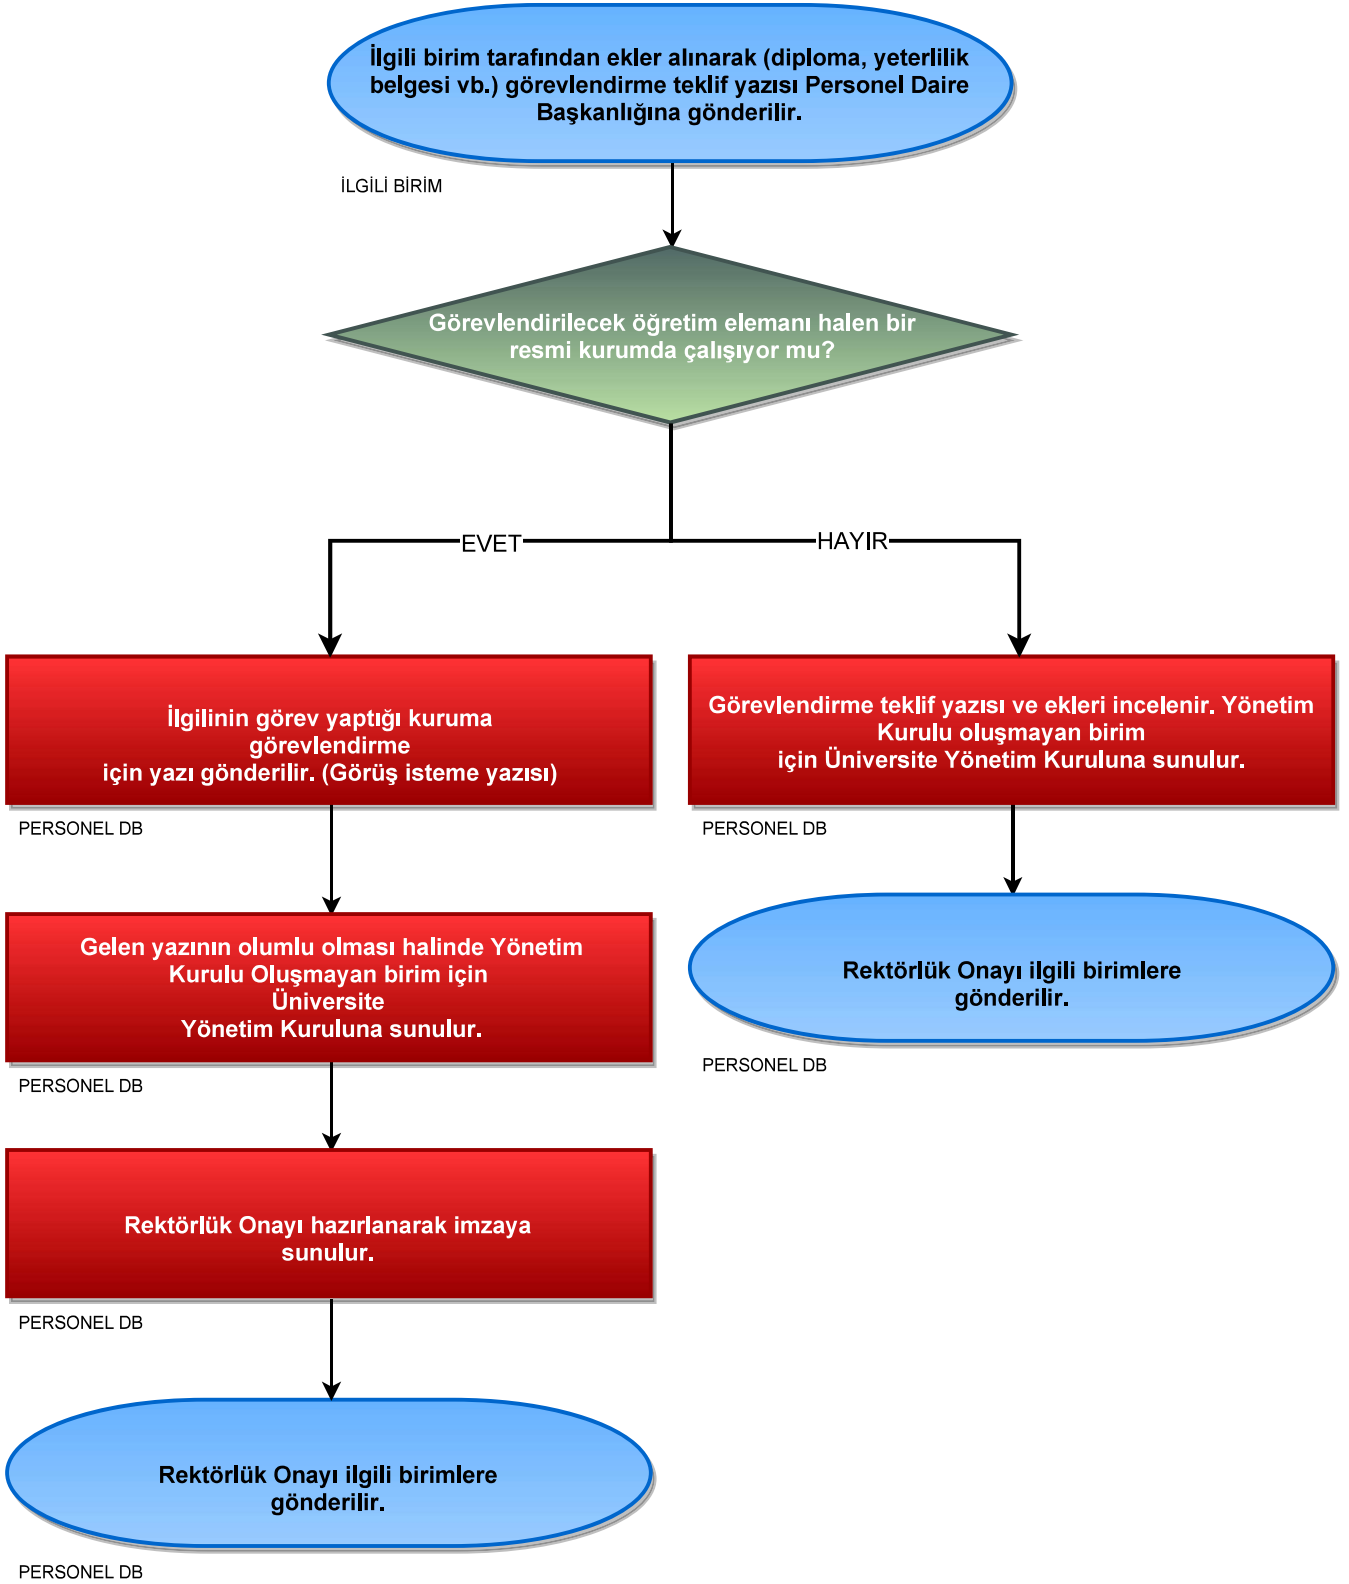 İlgili birim tarafından ekler alınarak (diploma, yeterlilik
belgesi vb.) görevlendirme teklif yazısı Personel Daire
Başkanlığına gönderilir.
İLGİLİ BİRİM
Görevlendirilecek öğretim elemanı halen bir
resmi kurumda çalışıyor mu?
EVET
HAYIR
İlgilinin görev yaptığı kuruma
görevlendirme
için yazı gönderilir. (Görüş isteme yazısı)
PERSONEL DB
Görevlendirme teklif yazısı ve ekleri incelenir. Yönetim
Kurulu oluşmayan birim
için Üniversite Yönetim Kuruluna sunulur.
PERSONEL DB
Gelen yazının olumlu olması halinde Yönetim
Kurulu Oluşmayan birim için
Üniversite
Yönetim Kuruluna sunulur.
PERSONEL DB
Rektörlük Onayı ilgili birimlere
gönderilir.
PERSONEL DB
Rektörlük Onayı hazırlanarak imzaya
sunulur.
PERSONEL DB
Rektörlük Onayı ilgili birimlere
gönderilir.
PERSONEL DB